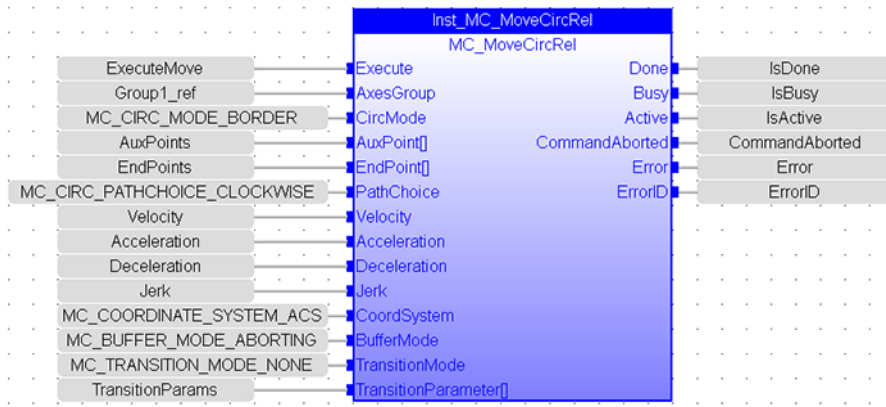 Inst_MC_MoveCircRel
MC_MoveCircRel
ExecuteMove Execute Done IsDone
Group1_ref AxesGroup Busy IsBusy
MC_CIRC_MODE_BORDER CircMode Active IsActive
AuxPoints AuxPoint[] CommandAborted CommandAborted
EndPoints EndPoint[] Error Error
MC_CIRC_PATHCHOICE_CLOCKWISE PathChoice ErrorID ErrorID
Velocity Velocity
Acceleration Acceleration
Deceleration Deceleration
Jerk Jerk
MC_COORDINATE_SYSTEM_ACS CoordSystem
MC_BUFFER_MODE_ABORTING BufferMode
MC_TRANSITION_MODE_NONE TransitionMode
TransitionParams TransitionParameter[]